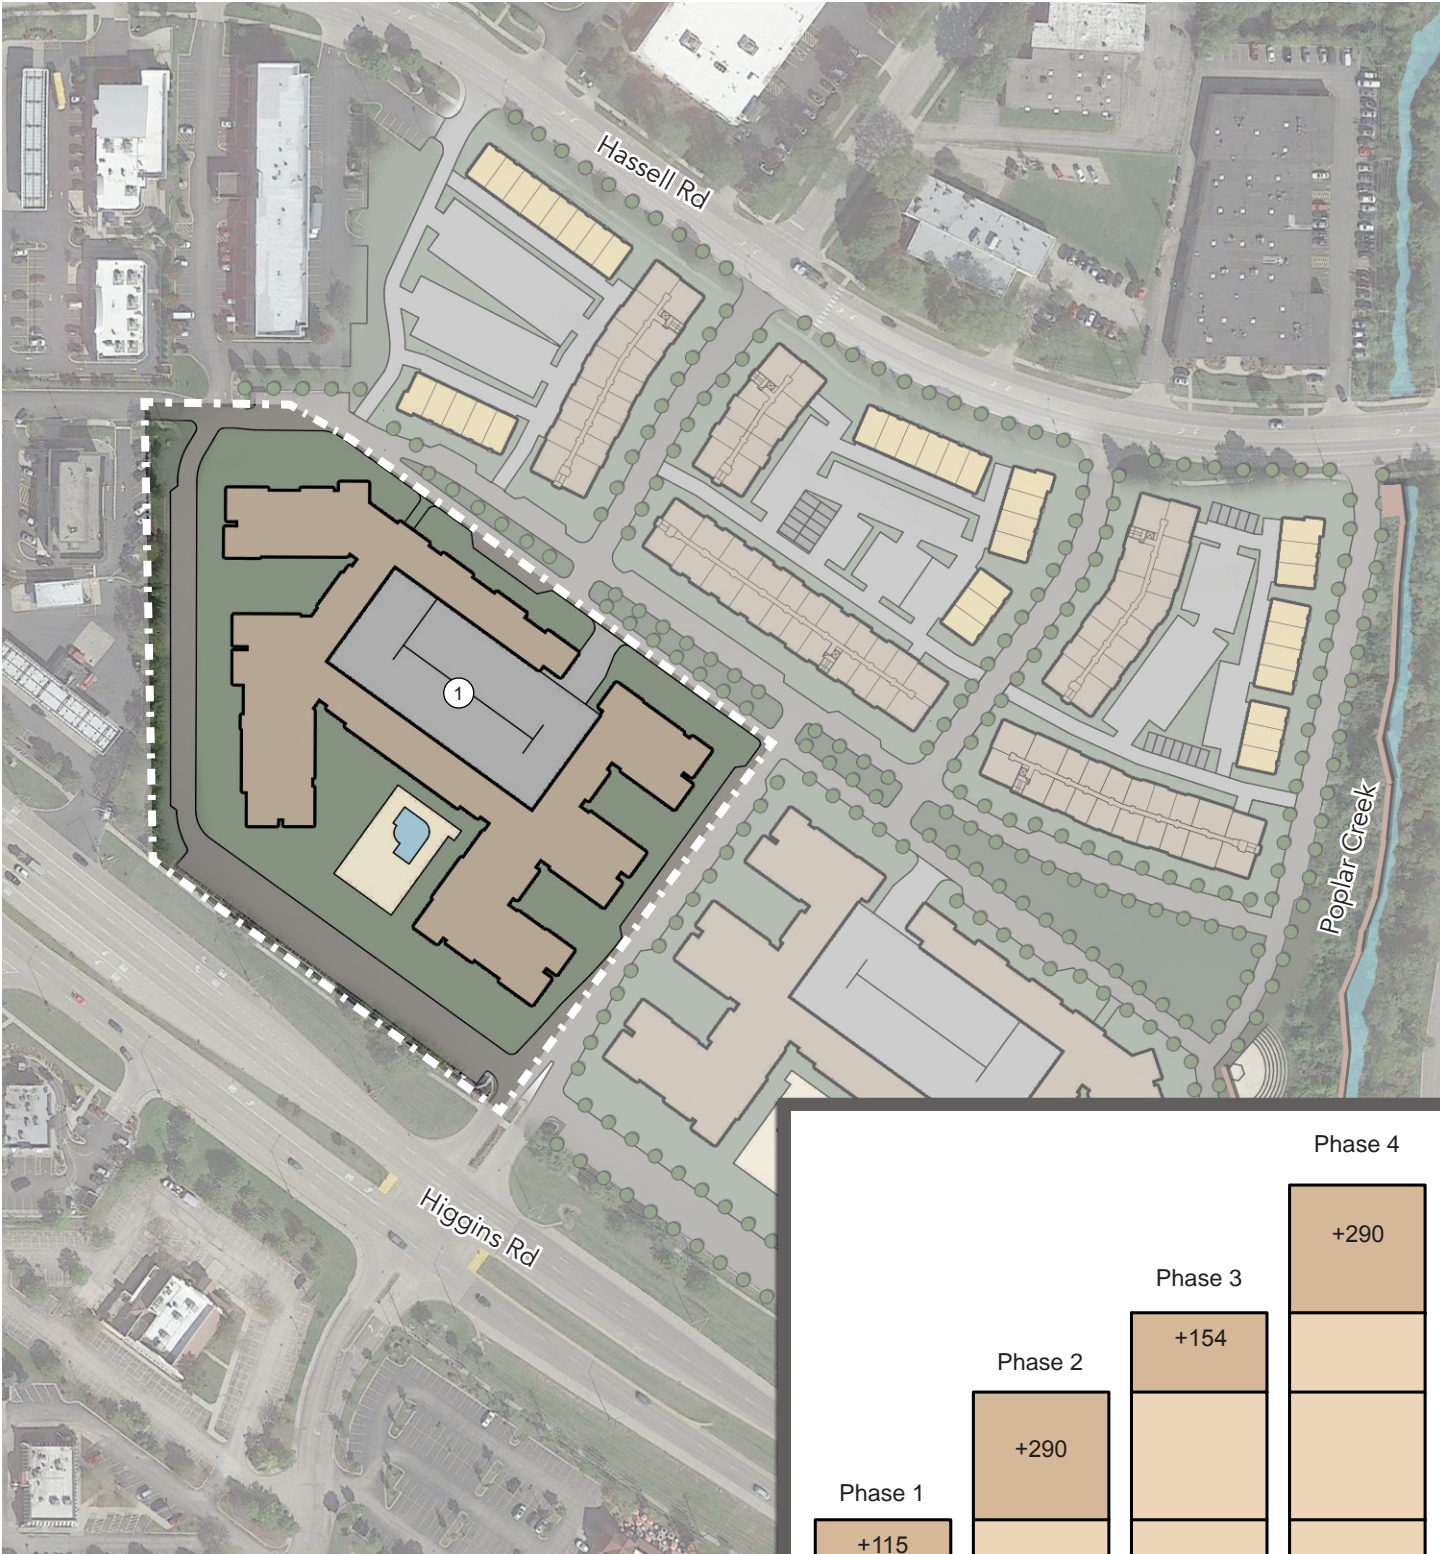 Hassell Rd
1
Poplar Creek
Higgins Rd
Phase 4
+290
Phase 3
+154
Phase 2
+290
Phase 1
+115